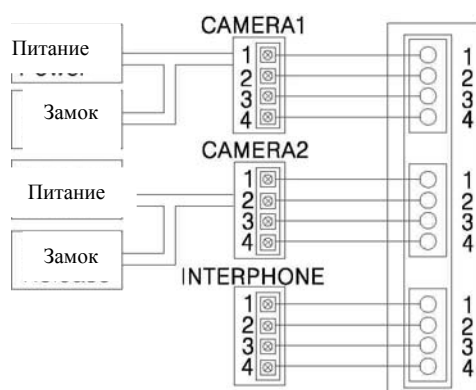 CAMERA1
Питание
1 1
2 2
3 3
4 4
Замок
CAMERA2
1 1
Питание
2 2
3 3
4 4
Замок
INTERPHONE
1 1
2 2
3 3
4 4